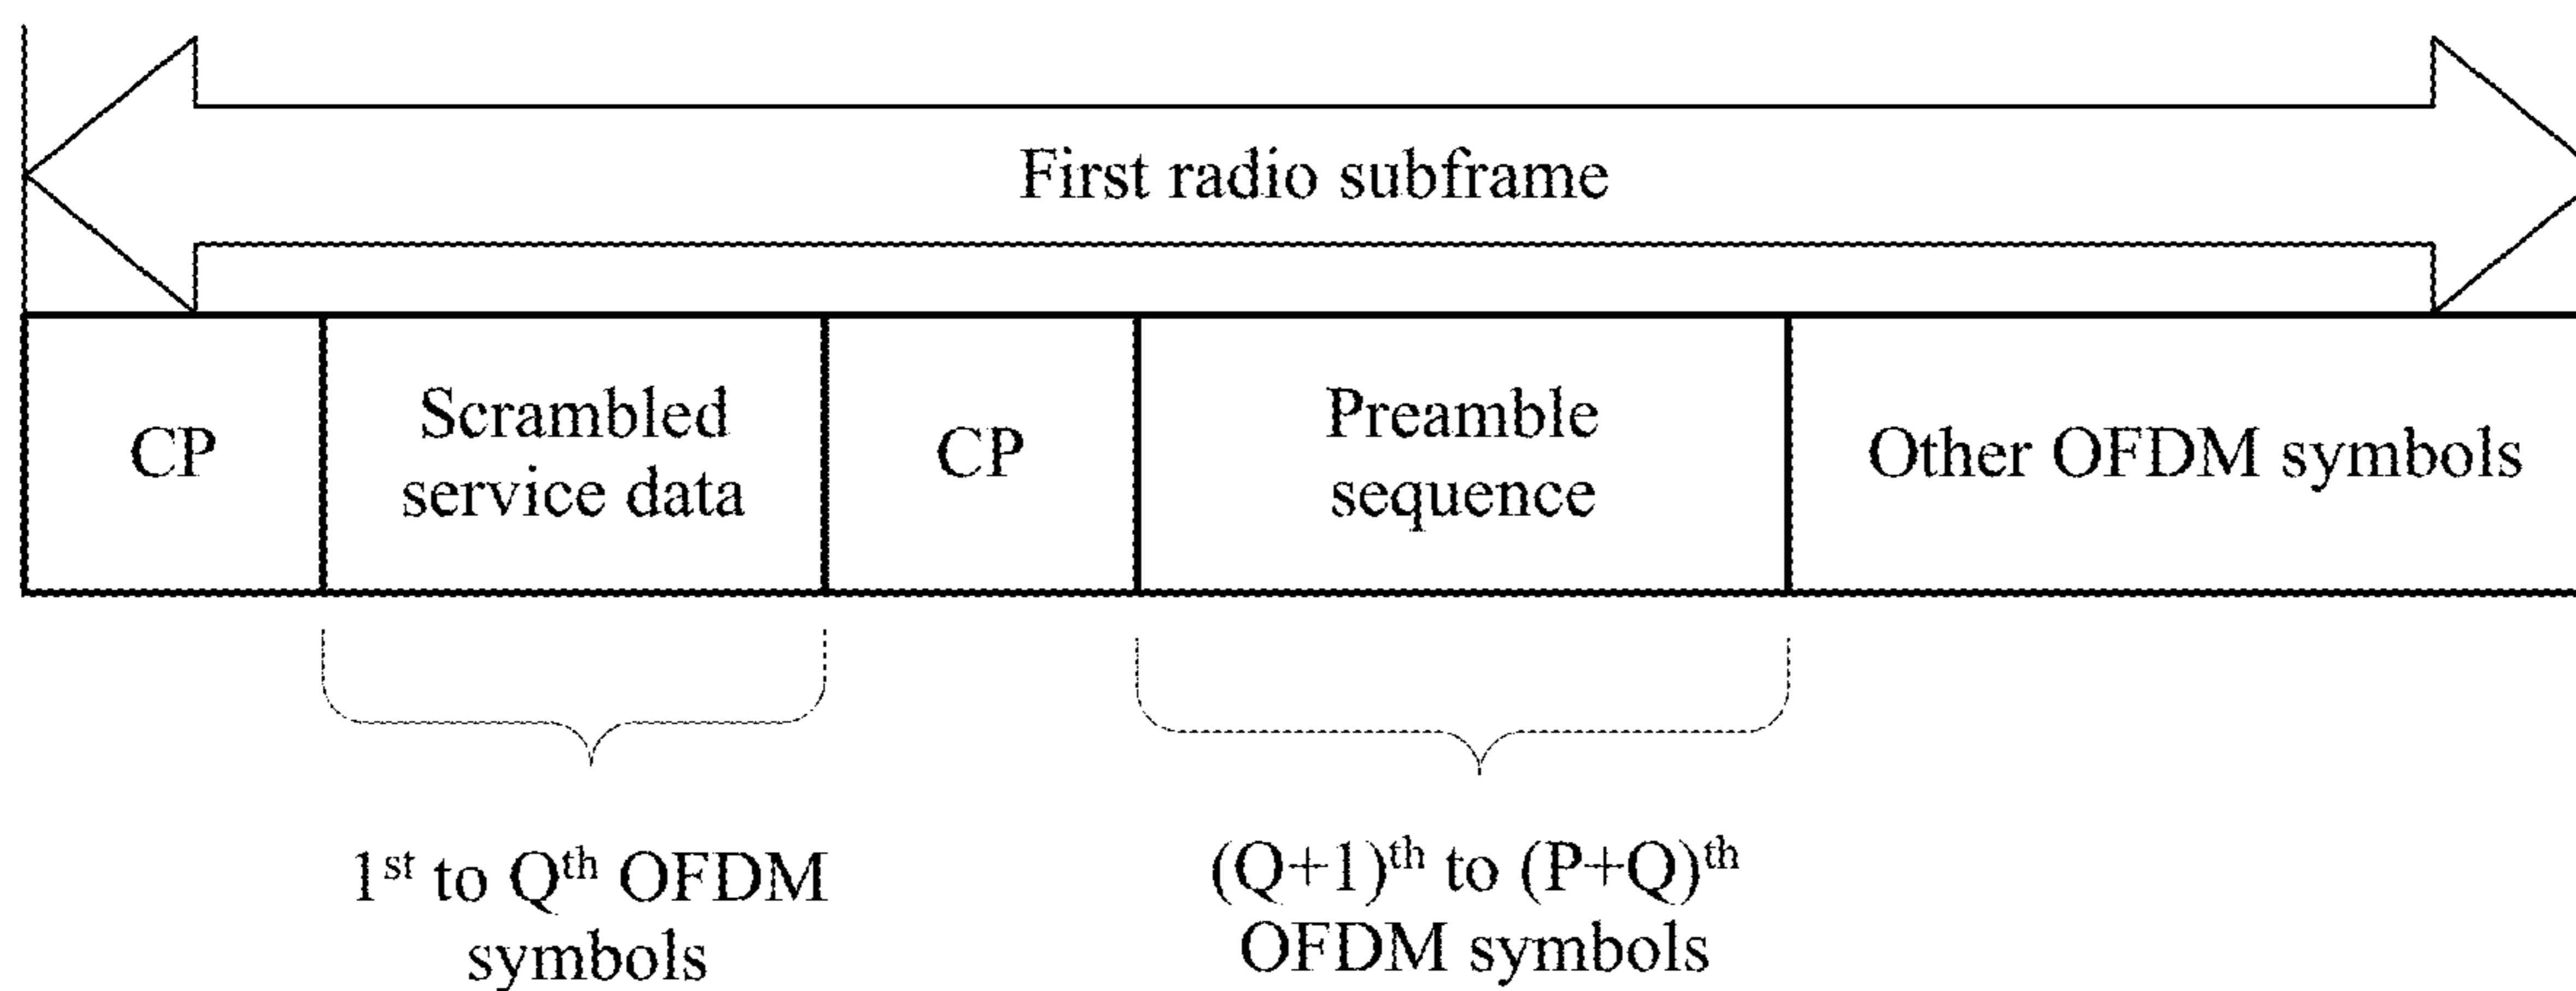 First radio subframe
CP
Scrambled
service data
CP
Preamble
sequence
Other OFDM symbols
1st to Qth OFDM
symbols
(Q+1)th to (P+Q)th
OFDM symbols